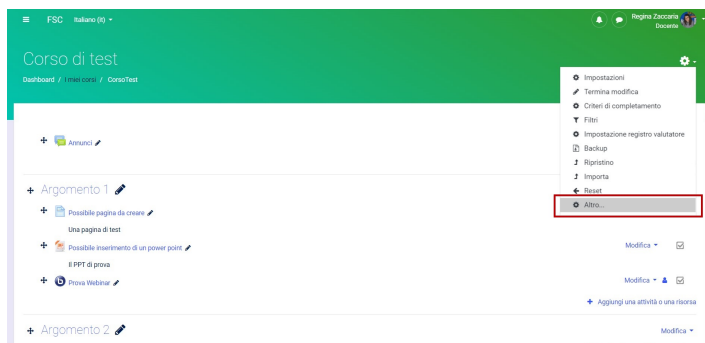 FSC Italiano (it)
Regina Zaccaria
Docente
Corso di test
Dashboard / I miei corsi / CorsoTest
Impostazioni
Termina modifica
Criteri di completamento
Filtri
Impostazione registro valutatore
Backup
Ripristino
Importa
Reset
Altro...
Annunci
Argomento 1
Possibile pagina da creare
Una pagina di test
Possibile inserimento di un power point
Modifica
Il PPT di prova
Prova Webinar
Modifica
Aggiungi una attività o una risorsa
Argomento 2
Modifica